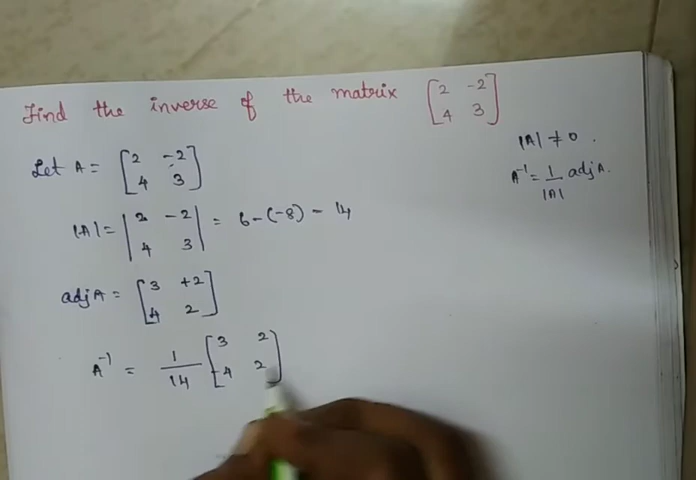 Find the inverse of the matrix [2 -2
4 3]
|A| ≠ 0.
A⁻¹ = 1/|A| adj A.
Let A = [2 -2
4 3]
|A| = |2 -2
4 3| = 6 - (-8) - 14
adj A = [3 +2
4 2]
A⁻¹ = 1/14 [3 2
-4 2]